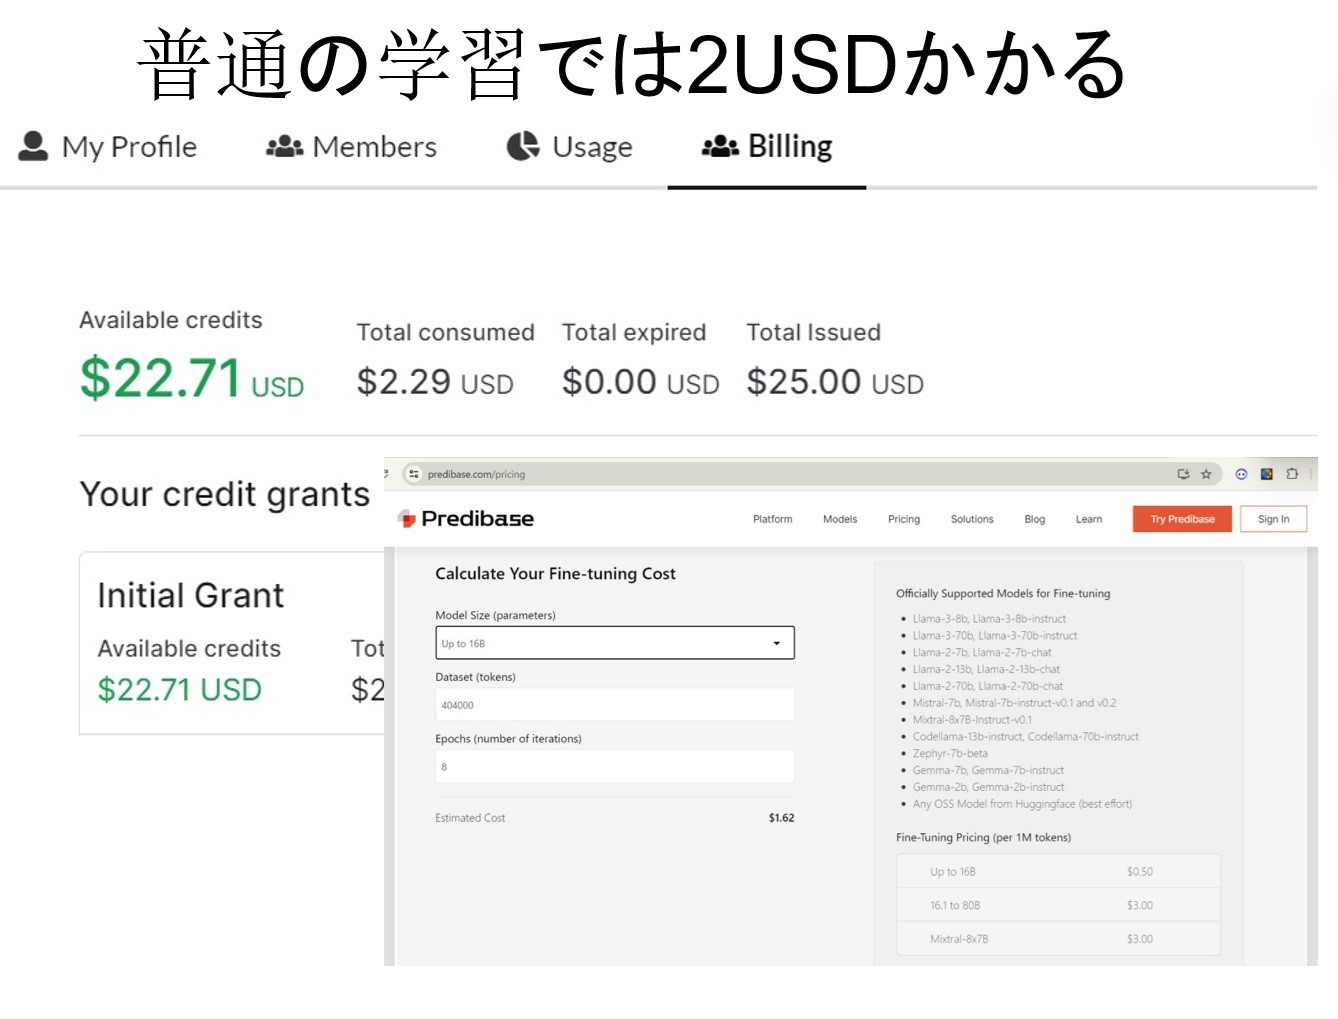 普通の学習では2USDかかる
My Profile Members Usage Billing
Available credits
$22.71 USD
Total consumed
$2.29 USD
Total expired
$0.00 USD
Total Issued
$25.00 USD
Your credit grants
Initial Grant
Available credits
$22.71 USD
Tot
$2
predibase.com/pricing
Predibase
Platform Models Pricing Solutions Blog Learn Try Predibase Sign In
Calculate Your Fine-tuning Cost
Model Size (parameters)
Up to 16B
Dataset (tokens)
404000
Epochs (number of iterations)
8
Estimated Cost $1.62
Officially Supported Models for Fine-tuning
• Llama-3-8b, Llama-3-8b-instruct
• Llama-3-70b, Llama-3-70b-instruct
• Llama-2-7b, Llama-2-7b-chat
• Llama-2-13b, Llama-2-13b-chat
• Llama-2-70b, Llama-2-70b-chat
• Mistral-7b, Mistral-7b-instruct-v0.1 and v0.2
• Mixtral-8x7B-Instruct-v0.1
• Codellama-13b-instruct, Codellama-70b-instruct
• Zephyr-7b-beta
• Gemma-7b, Gemma-7b-instruct
• Gemma-2b, Gemma-2b-instruct
• Any OSS Model from Huggingface (best effort)
Fine-Tuning Pricing (per 1M tokens)
Up to 16B $0.50
16.1 to 80B $3.00
Mixtral-8x7B $3.00